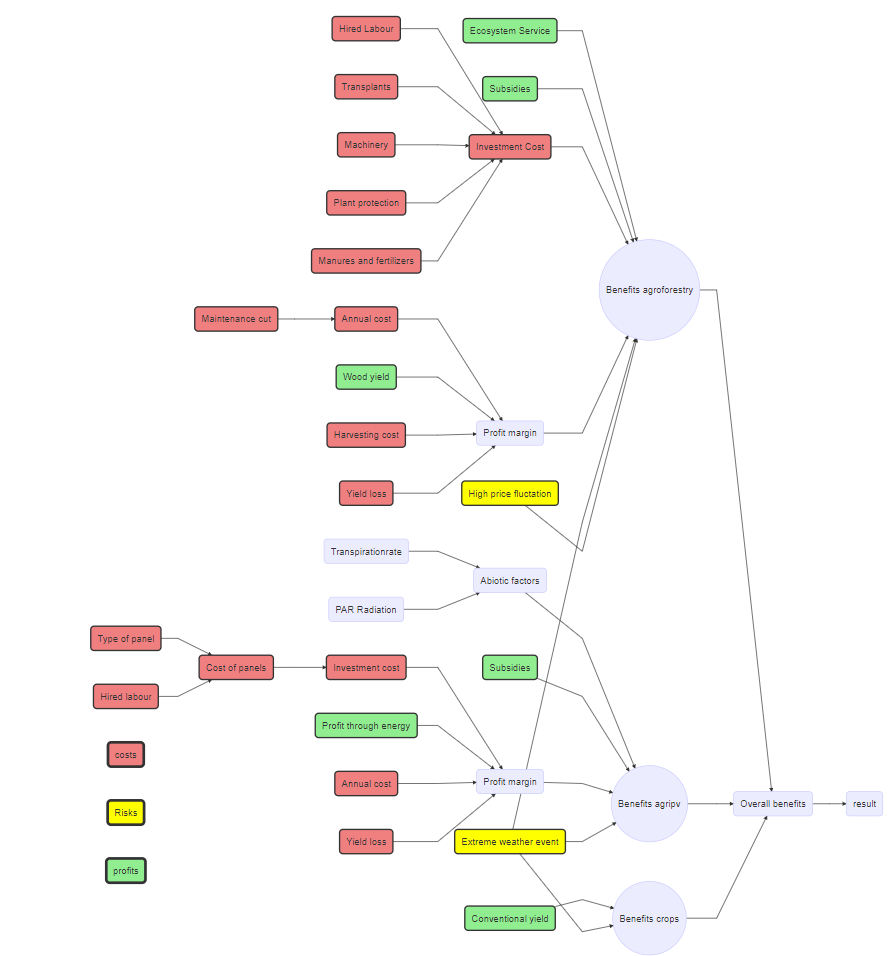 Hired Labour
Ecosystem Service
Transplants
Subsidies
Machinery
Investment Cost
Plant protection
Manures and fertilizers
Benefits agroforestry
Maintenance cut
Annual cost
Wood yield
Harvesting cost
Profit margin
Yield loss
High price fluctation
Transpirationrate
Abiotic factors
PAR Radiation
Type of panel
Cost of panels
Investment cost
Subsidies
Hired labour
Profit through energy
costs
Annual cost
Profit margin
Risks
Benefits agripv
Overall benefits
result
Yield loss
Extreme weather event
profits
Conventional yield
Benefits crops